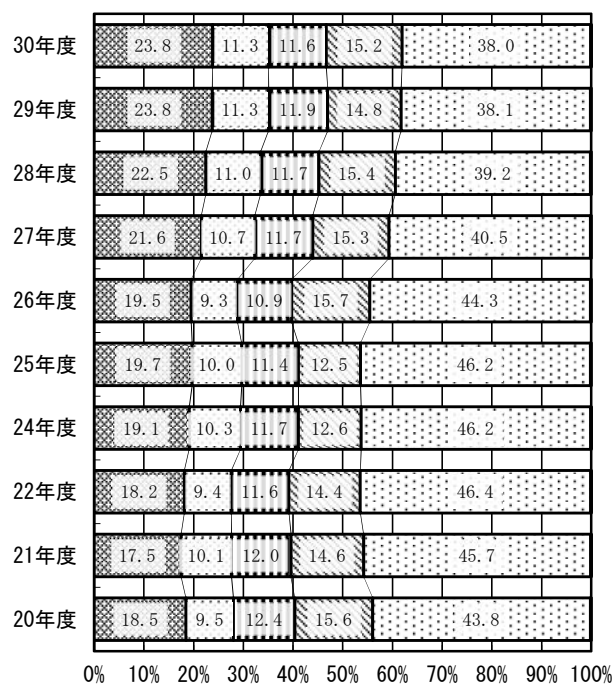 30年度 23.8 11.3 11.6 15.2 38.0
29年度 23.8 11.3 11.9 14.8 38.1
28年度 22.5 11.0 11.7 15.4 39.2
27年度 21.6 10.7 11.7 15.3 40.5
26年度 19.5 9.3 10.9 15.7 44.3
25年度 19.7 10.0 11.4 12.5 46.2
24年度 19.1 10.3 11.7 12.6 46.2
22年度 18.2 9.4 11.6 14.4 46.4
21年度 17.5 10.1 12.0 14.6 45.7
20年度 18.5 9.5 12.4 15.6 43.8
0% 10% 20% 30% 40% 50% 60% 70% 80% 90% 100%